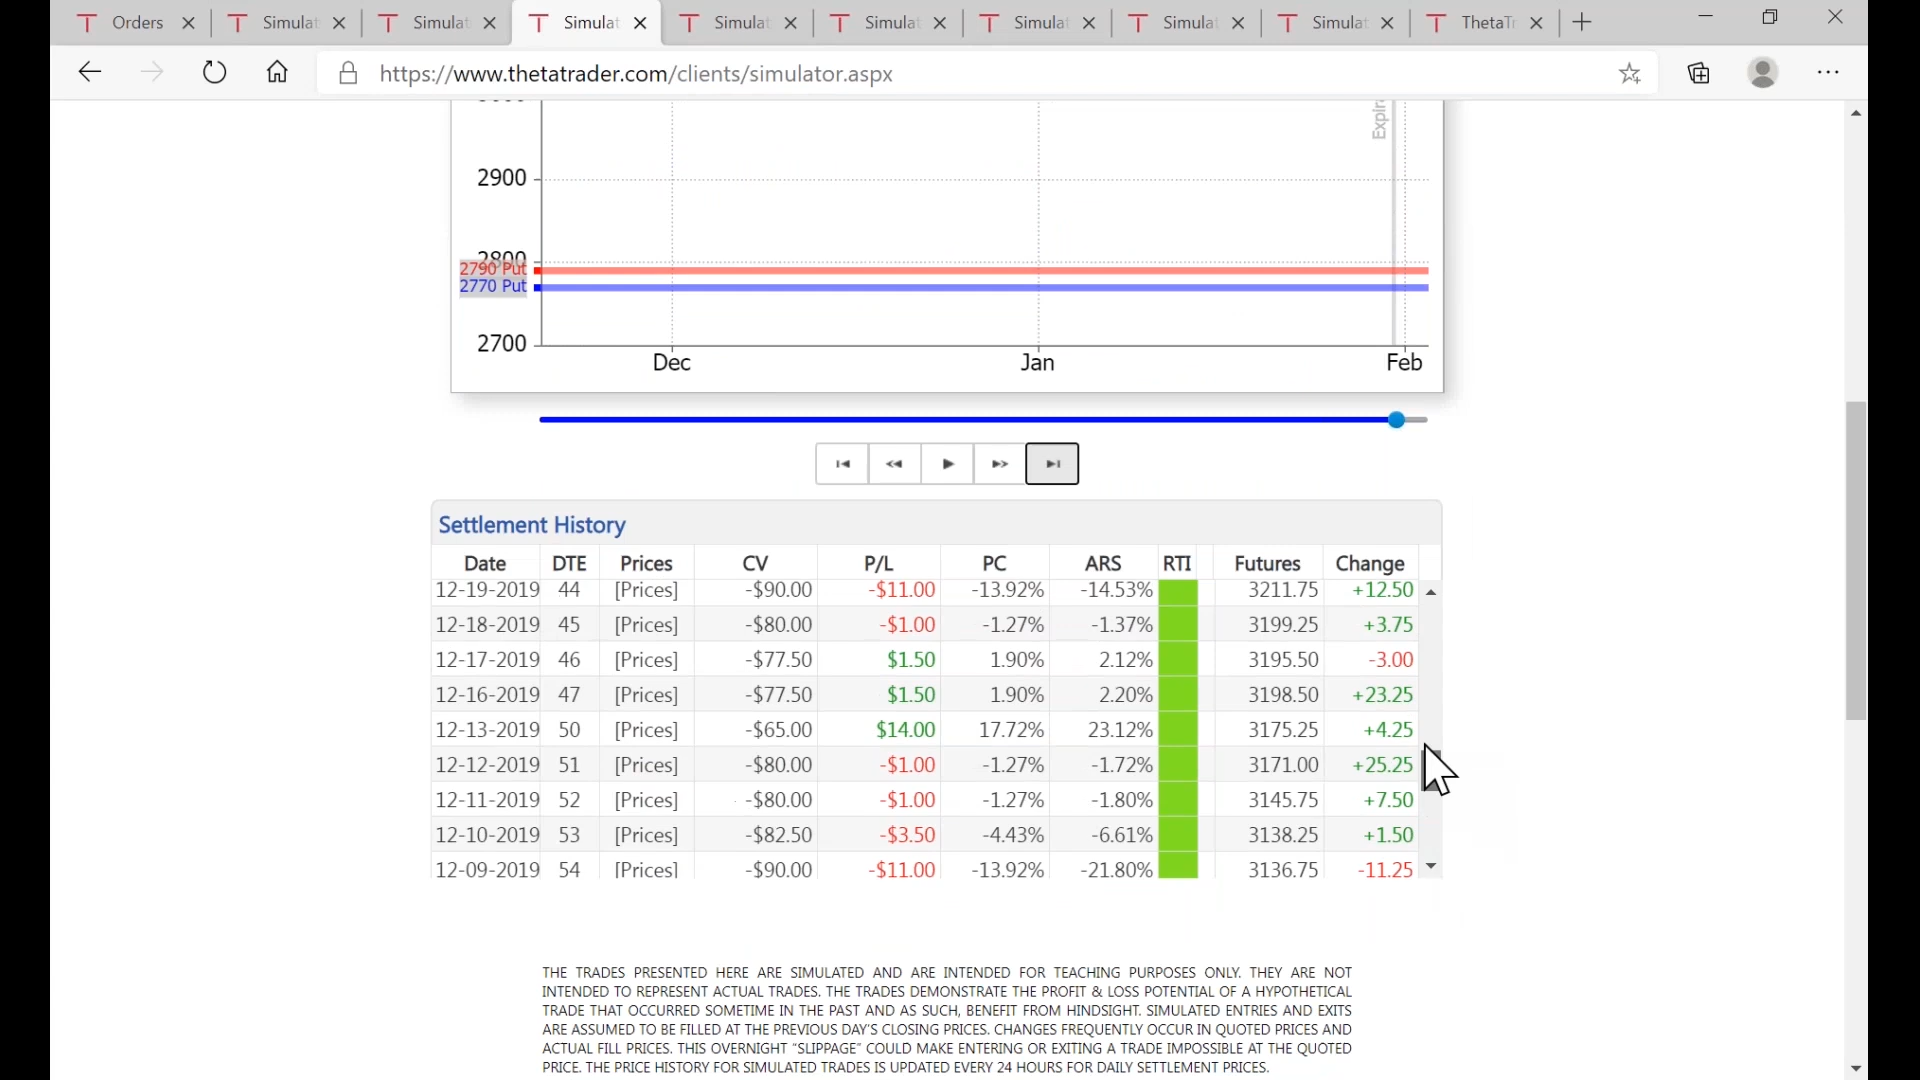 Orders Simulat Simulat Simulat Simulat Simulat Simulat Simulat Simulat ThetaTr
https://www.thetatrader.com/clients/simulator.aspx
Expira
2900
2800
2790 Put
2770 Put
2700
Dec Jan Feb
Settlement History
Date DTE Prices CV P/L PC ARS RTI Futures Change
12-19-2019 44 [Prices] -$90.00 -$11.00 -13.92% -14.53% 3211.75 +12.50
12-18-2019 45 [Prices] -$80.00 -$1.00 -1.27% -1.37% 3199.25 +3.75
12-17-2019 46 [Prices] -$77.50 $1.50 1.90% 2.12% 3195.50 -3.00
12-16-2019 47 [Prices] -$77.50 $1.50 1.90% 2.20% 3198.50 +23.25
12-13-2019 50 [Prices] -$65.00 $14.00 17.72% 23.12% 3175.25 +4.25
12-12-2019 51 [Prices] -$80.00 -$1.00 -1.27% -1.72% 3171.00 +25.25
12-11-2019 52 [Prices] -$80.00 -$1.00 -1.27% -1.80% 3145.75 +7.50
12-10-2019 53 [Prices] -$82.50 -$3.50 -4.43% -6.61% 3138.25 +1.50
12-09-2019 54 [Prices] -$90.00 -$11.00 -13.92% -21.80% 3136.75 -11.25
THE TRADES PRESENTED HERE ARE SIMULATED AND ARE INTENDED FOR TEACHING PURPOSES ONLY. THEY ARE NOT
INTENDED TO REPRESENT ACTUAL TRADES. THE TRADES DEMONSTRATE THE PROFIT & LOSS POTENTIAL OF A HYPOTHETICAL
TRADE THAT OCCURRED SOMETIME IN THE PAST AND AS SUCH, BENEFIT FROM HINDSIGHT. SIMULATED ENTRIES AND EXITS
ARE ASSUMED TO BE FILLED AT THE PREVIOUS DAY'S CLOSING PRICES. CHANGES FREQUENTLY OCCUR IN QUOTED PRICES AND
ACTUAL FILL PRICES. THIS OVERNIGHT "SLIPPAGE" COULD MAKE ENTERING OR EXITING A TRADE IMPOSSIBLE AT THE QUOTED
PRICE. THE PRICE HISTORY FOR SIMULATED TRADES IS UPDATED EVERY 24 HOURS FOR DAILY SETTLEMENT PRICES.